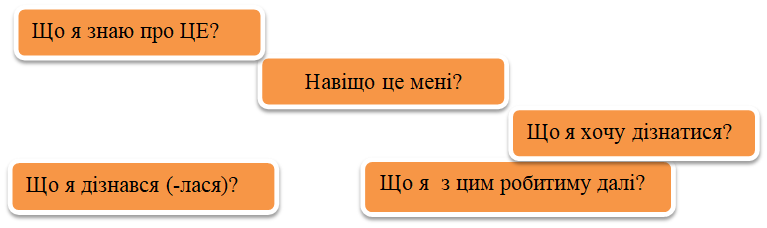 Що я знаю про ЦЕ?
Навіщо це мені?
Що я хочу дізнатися?
Що я дізнався (-лася)?
Що я з цим робитиму далі?